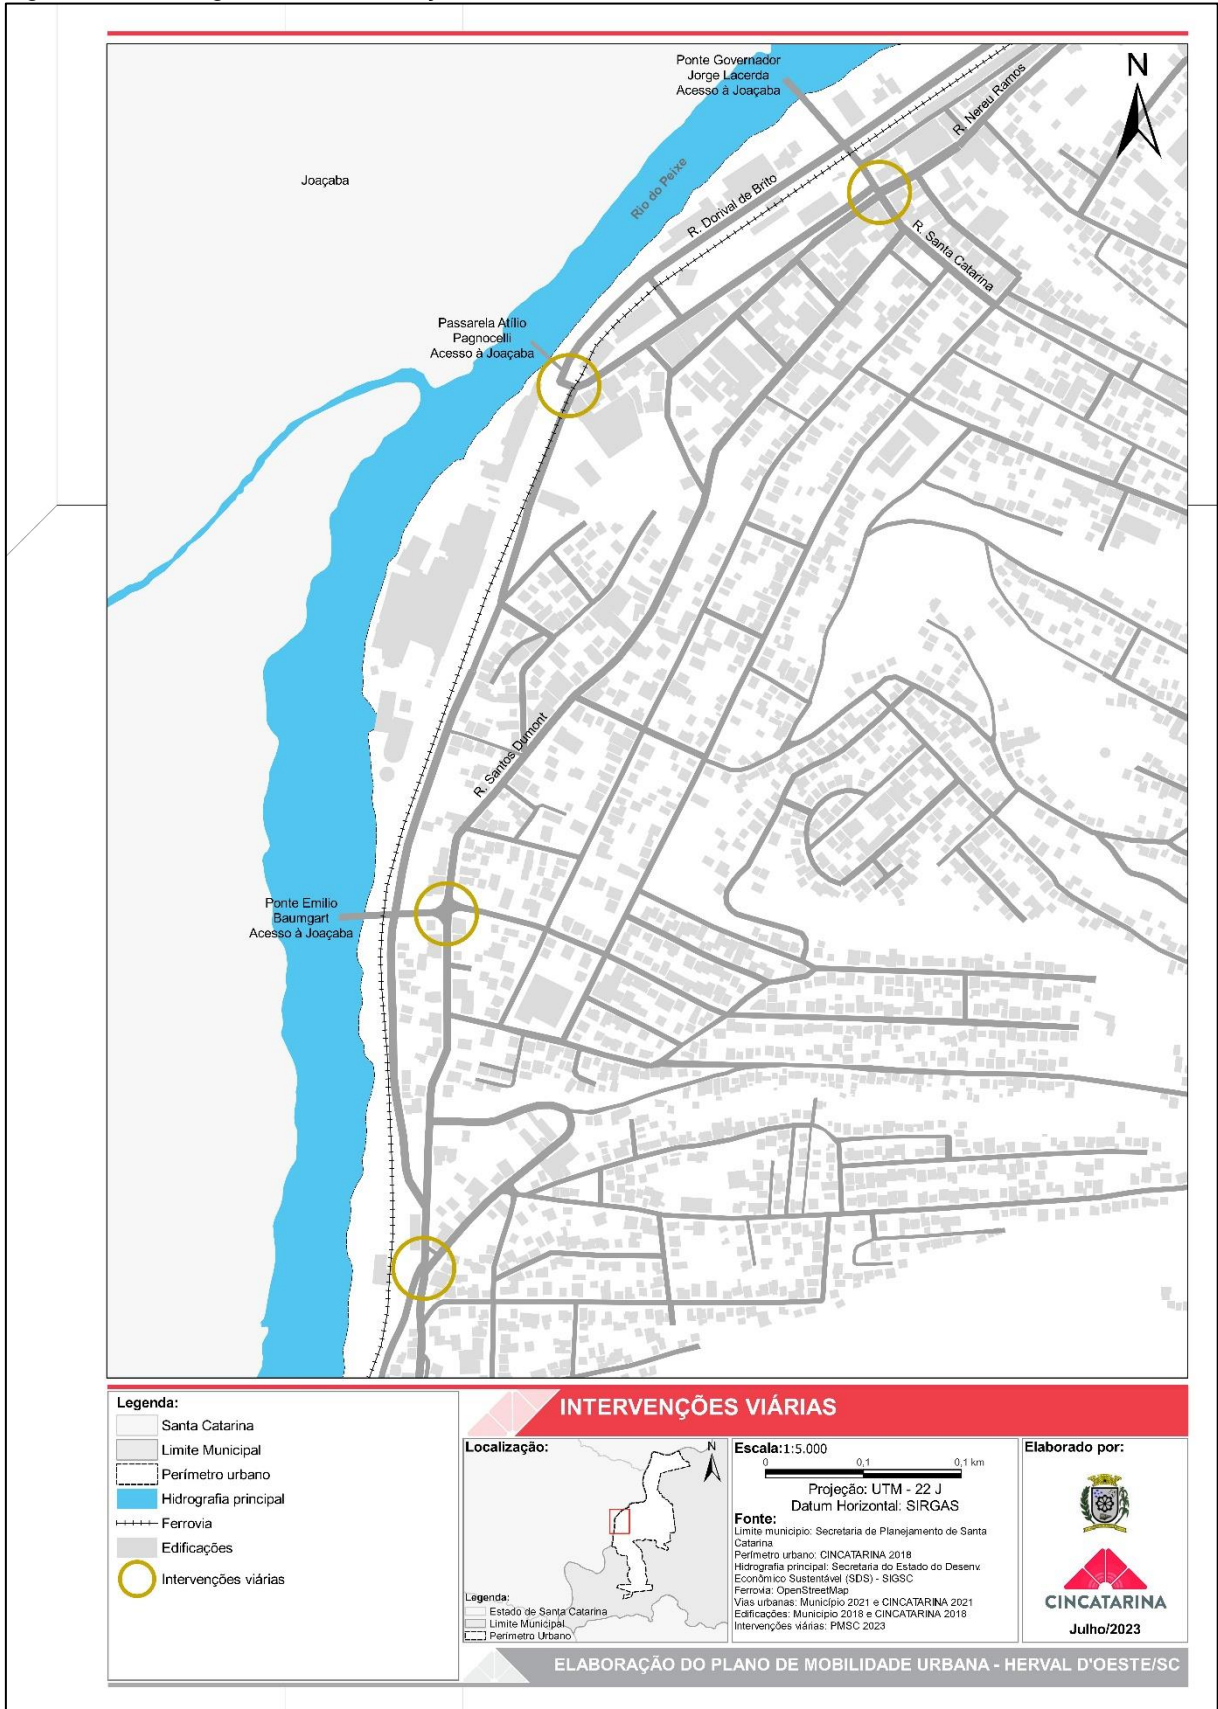 Ponte Governador
Jorge Lacerda
Acesso à Joaçaba
N
R. Nereu Ramos
Joaçaba
Rio do Peixe
R. Dorival de Brito
R. Santa Catarina
Passarela Atílio
Pagnocelli
Acesso à Joaçaba
R. Santos Dumont
Ponte Emilio
Baumgart
Acesso à Joaçaba
Legenda:
Santa Catarina
Limite Municipal
Perímetro urbano
Hidrografia principal
Ferrovia
Edificações
Intervenções viárias
INTERVENÇÕES VIÁRIAS
Localização:
N
Legenda:
Estado de Santa Catarina
Limite Municipal
Perímetro Urbano
Escala:1:5.000
0 0,1 0,1 km
Projeção: UTM - 22 J
Datum Horizontal: SIRGAS
Fonte:
Limite município: Secretaria de Planejamento de Santa
Catarina
Perímetro urbano: CINCATARINA 2018
Hidrografia principal: Secretaria do Estado do Desenv.
Econômico Sustentável (SDS) - SIGSC
Ferrovia: OpenStreetMap
Vias urbanas: Município 2021 e CINCATARINA 2021
Edificações: Município 2018 e CINCATARINA 2018
Intervenções viárias: PMSC 2023
Elaborado por:
CINCATARINA
Julho/2023
ELABORAÇÃO DO PLANO DE MOBILIDADE URBANA - HERVAL D'OESTE/SC